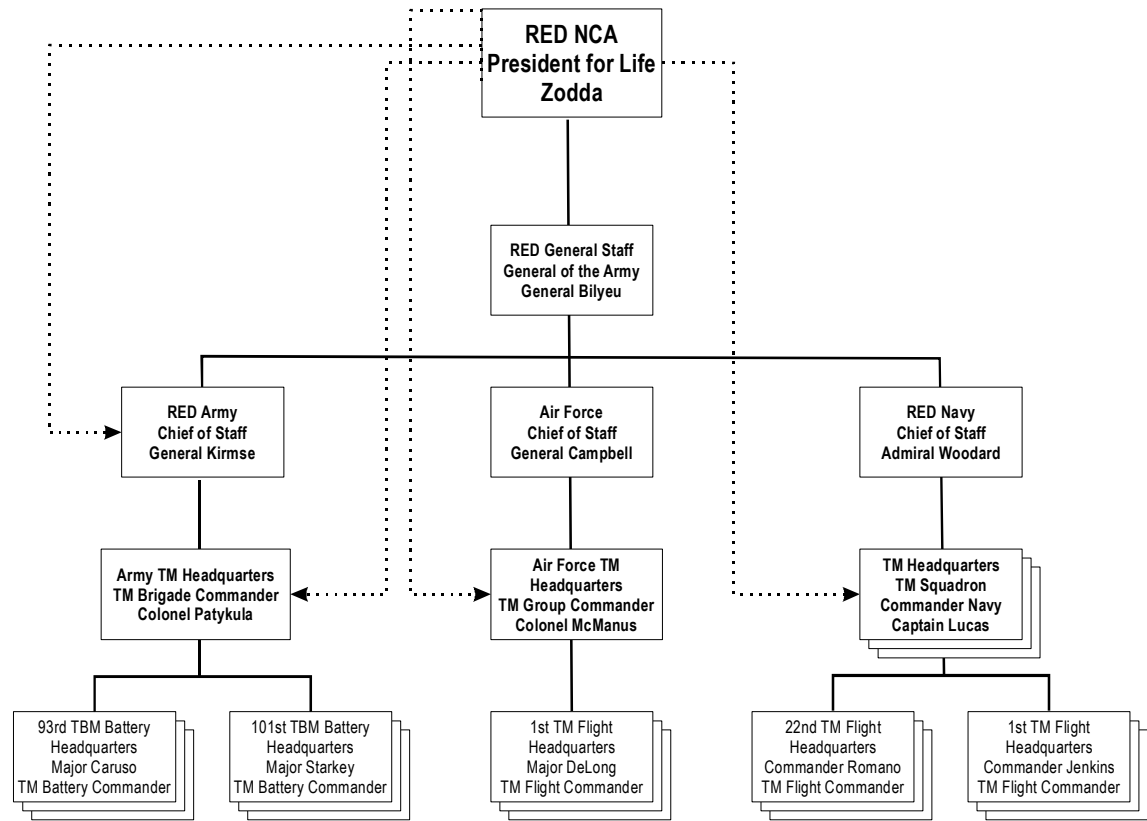 RED NCA
President for Life
Zodda
RED General Staff
General of the Army
General Bilyeu
RED Army
Chief of Staff
General Kirmse
Air Force
Chief of Staff
General Campbell
RED Navy
Chief of Staff
Admiral Woodard
Army TM Headquarters
TM Brigade Commander
Colonel Patykula
Air Force TM
Headquarters
TM Group Commander
Colonel McManus
TM Headquarters
TM Squadron
Commander Navy
Captain Lucas
93rd TBM Battery
Headquarters
Major Caruso
TM Battery Commander
101st TBM Battery
Headquarters
Major Starkey
TM Battery Commander
1st TM Flight
Headquarters
Major DeLong
TM Flight Commander
22nd TM Flight
Headquarters
Commander Romano
TM Flight Commander
1st TM Flight
Headquarters
Commander Jenkins
TM Flight Commander